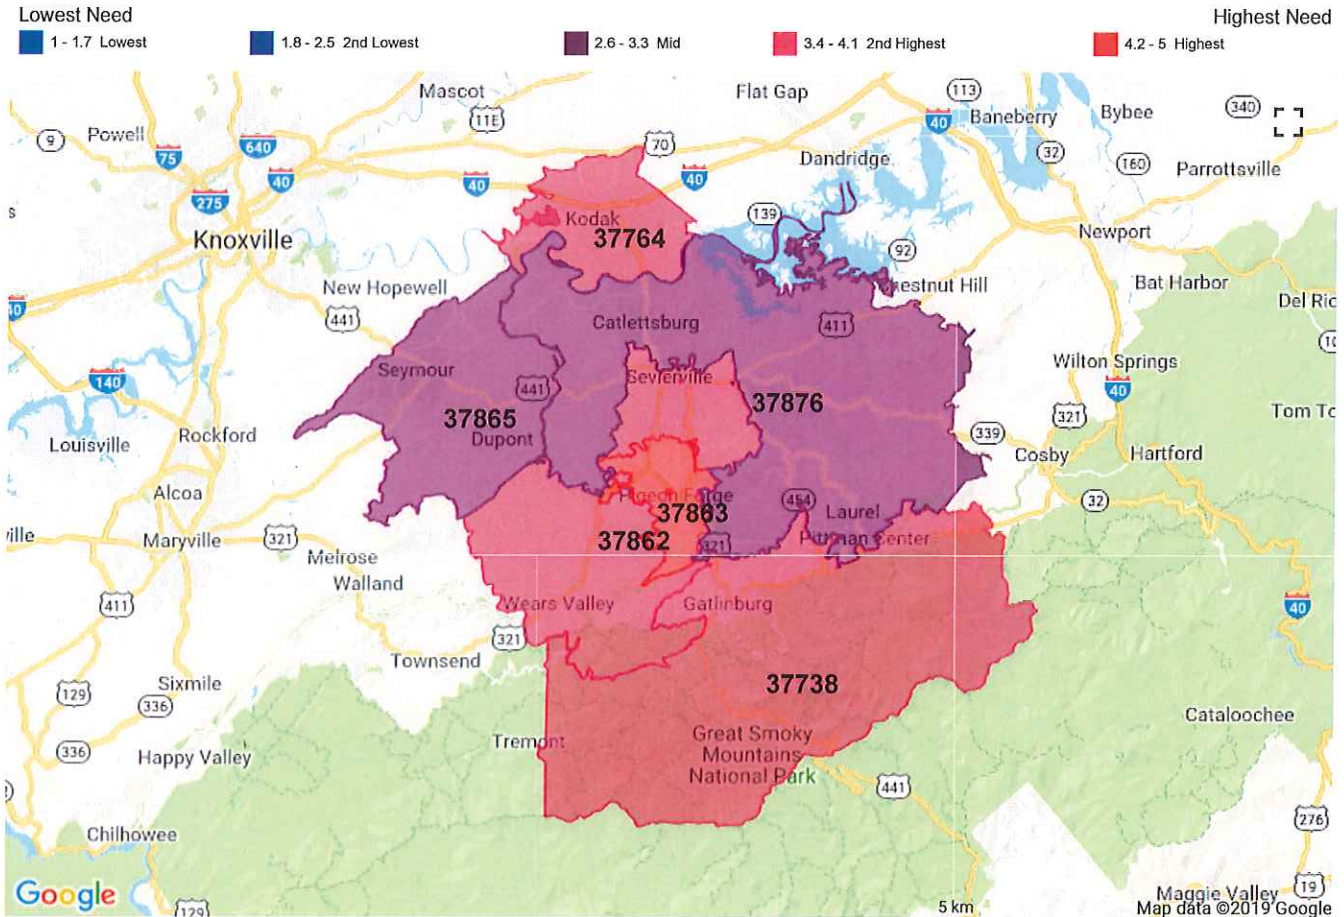 Lowest Need
Highest Need
1 - 1.7 Lowest
1.8 - 2.5 2nd Lowest
2.6 - 3.3 Mid
3.4 - 4.1 2nd Highest
4.2 - 5 Highest
Mascot
Flat Gap
113
Bybee
340
11E
40
Baneberry
9
Powell
640
70
32
75
Dandridge
160
Parrottsville
40
40
40
275
Kodak
139
s
37764
Newport
Knoxville
92
New Hopewell
estnut Hill
Bat Harbor
Del Ric
40
441
Catlettsburg
411
Wilton Springs
Seymour
Sevierville
140
441
40
37876
321
Tom To
37865
Louisville
Rockford
Dupont
339
Cosby
Hartford
Alcoa
Pigeon Forge
454
32
37863
Laurel
ville
Maryville
321
37862
321
Pittman Center
Melrose
Walland
411
Wears Valley
Gatlinburg
40
321
Townsend
129
Sixmile
37738
336
Cataloochee
336
Happy Valley
Tremont
Great Smoky
Mountains
National Park
441
276
Chilhowee
Google
129
5 km
Maggie Valley
19
Map data ©2019 Google